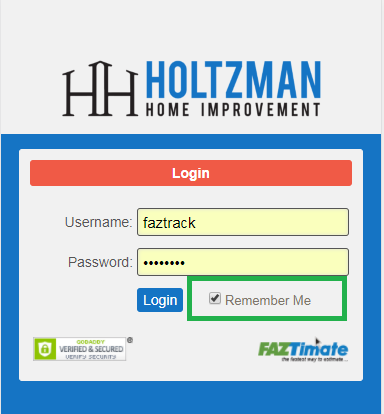 HH HOLTZMAN
HOME IMPROVEMENT
Login
Username: faztrack
Password: ••••••••
Login Remember Me
GODADDY
VERIFIED & SECURED
VERIFY SECURITY
®
FAZTimate
the fastest way to estimate ...